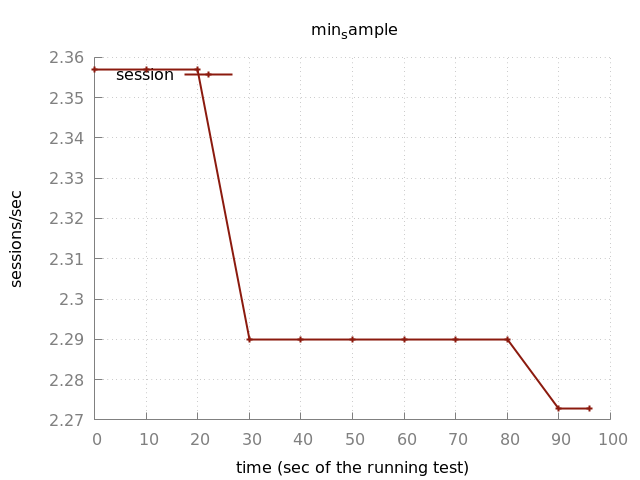 min_sample
2.36
session
2.35
2.34
2.33
2.32
2.31
2.3
2.29
2.28
2.27
sessions/sec
0 10 20 30 40 50 60 70 80 90 100
time (sec of the running test)